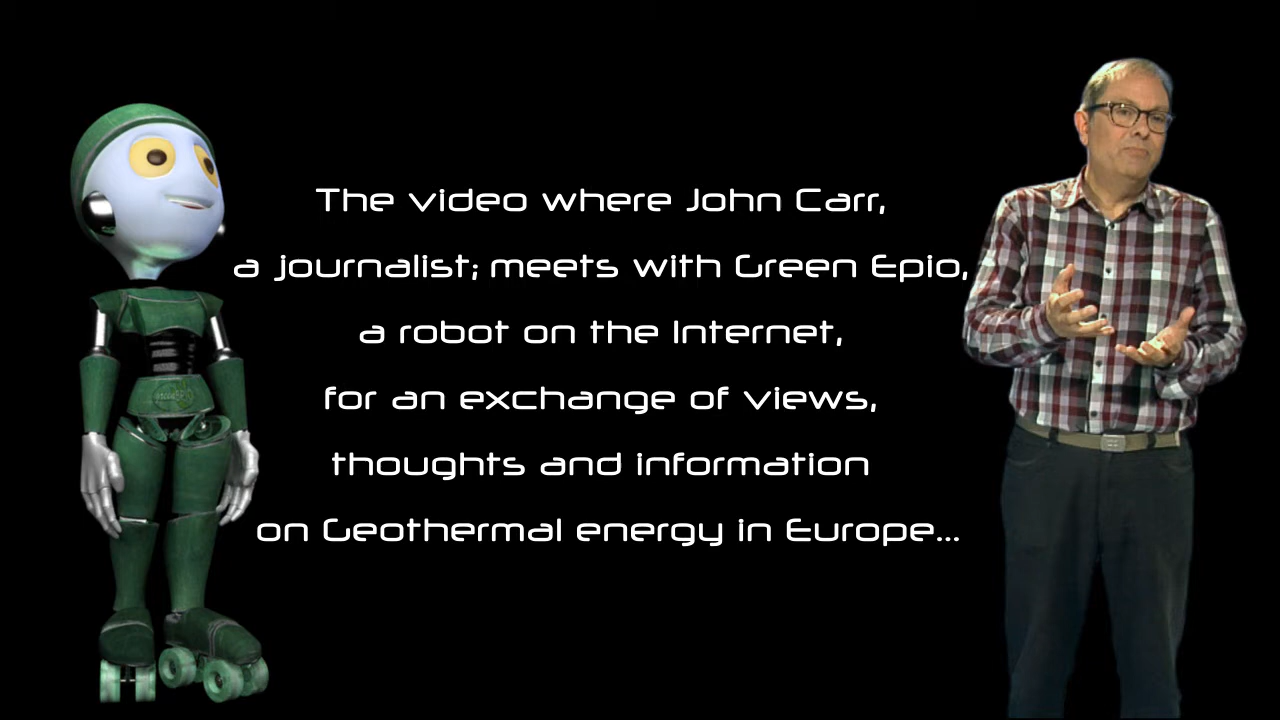 The video where John Carr,
a journalist; meets with Green Epio,
a robot on the Internet,
for an exchange of views,
thoughts and information
on Geothermal energy in Europe...